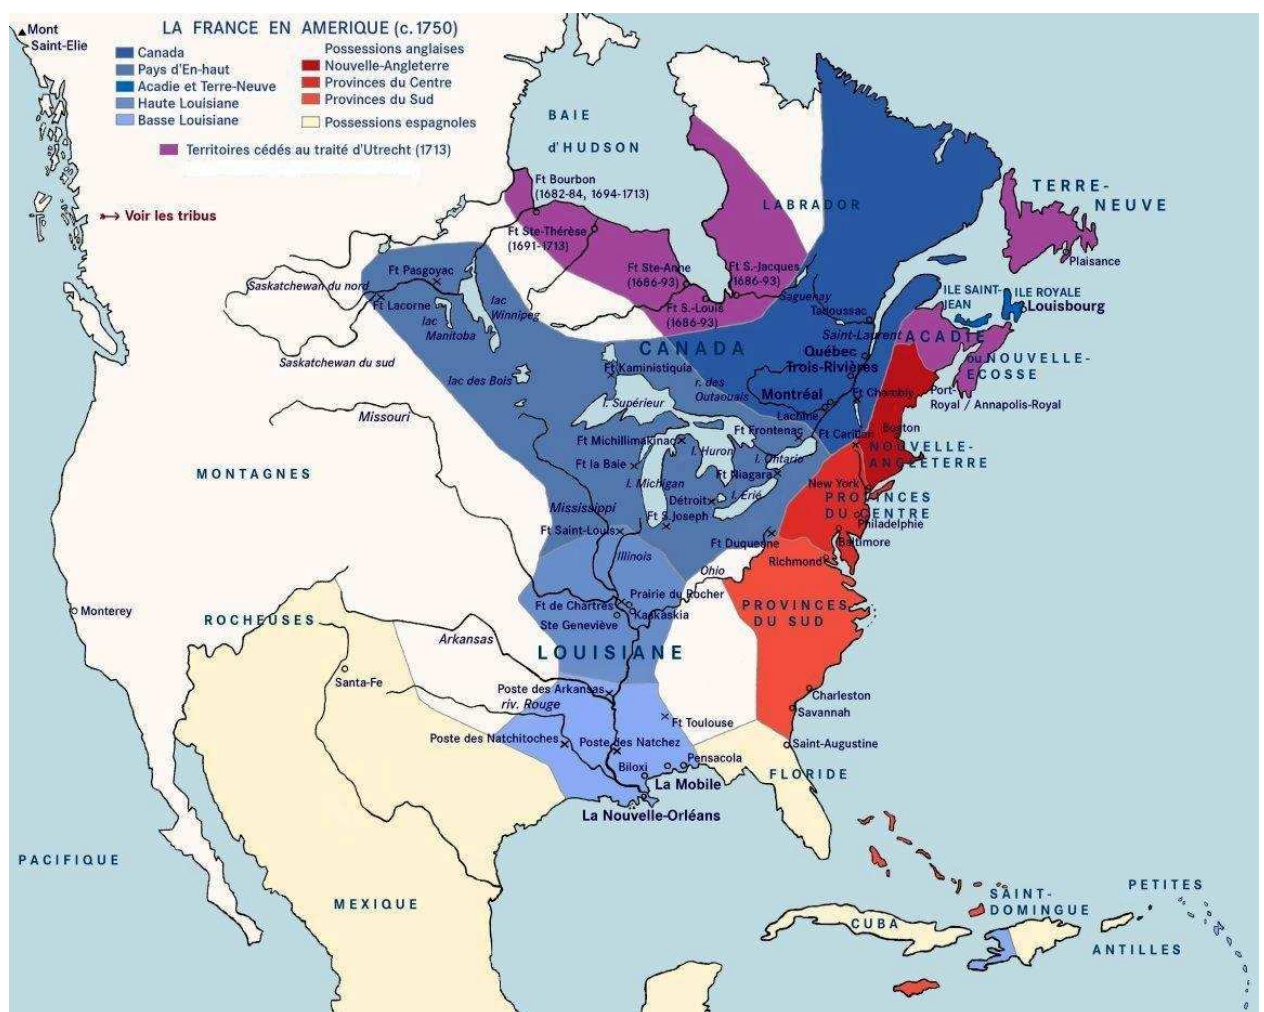 LA FRANCE EN AMERIQUE (c.1750)
Canada
Pays d'En-haut
Acadie et Terre-Neuve
Haute Louisiane
Basse Louisiane
Possessions anglaises
Nouvelle-Angleterre
Provinces du Centre
Provinces du Sud
Possessions espagnoles
Territoires cédés au traité d'Utrecht (1713)
Mont
Saint-Elie
Voir les tribus
BAIE
d'HUDSON
Ft Bourbon
(1682-84, 1694-1713)
Ft Ste-Thérèse
(1691-1713)
Ft Ste-Anne
(1686-93)
Ft S.-Jacques
(1686-93)
Ft S.-Louis
(1686-93)
LABRADOR
TERRE-
NEUVE
Plaisance
ILE SAINT-
JEAN
ILE ROYALE
Louisbourg
Saguenay
Tadoussac
Saint-Laurent
ACADIE
ou NOUVELLE-
ECOSSE
Port-
Royal / Annapolis-Royal
Ft Pasgoyac
Saskatchewan du nord
Ft Lacorne
lac
Winnipeg
lac
Manitoba
Saskatchewan du sud
lac des Bois
CANADA
Québec
Trois-Rivières
Ft Kaministiquia
r. des
Outaouais
Montréal
Ft Chambly
l. Supérieur
Lachine
Missouri
Ft Frontenac
Ft Carillon
Boston
Ft Michillimakinac
l. Huron
l. Ontario
NOUVELLE-
ANGLETERRE
Ft la Baie
Ft Niagara
MONTAGNES
l. Michigan
New York
Détroit
l. Erié
PROVINCES
DU CENTRE
Mississippi
Ft S.Joseph
Philadelphie
Ft Saint-Louis
Ft Duquesne
Baltimore
Illinois
Ohio
Richmond
Monterey
Prairie du Rocher
Ft de Chartres
Kaskaskia
Ste Geneviève
PROVINCES
DU SUD
ROCHEUSES
Arkansas
LOUISIANE
Santa-Fe
Poste des Arkansas
riv. Rouge
Charleston
Savannah
Ft Toulouse
Poste des Natchitoches
Poste des Natchez
Saint-Augustine
Pensacola
Biloxi
FLORIDE
La Mobile
La Nouvelle-Orléans
PACIFIQUE
MEXIQUE
CUBA
SAINT-
DOMINGUE
PETITES
ANTILLES